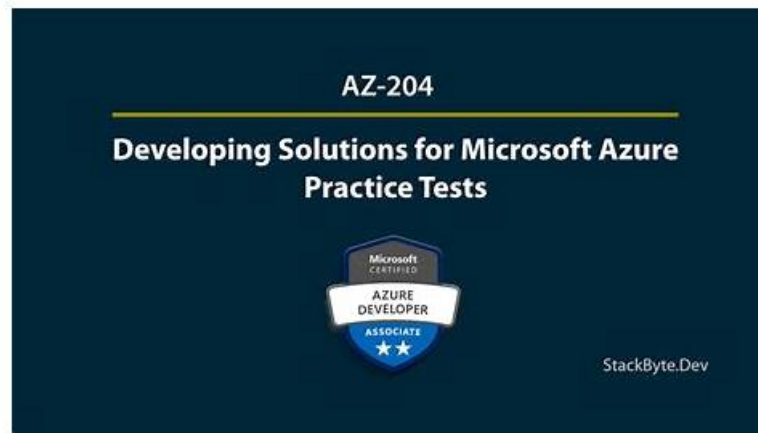 AZ-204
Developing Solutions for Microsoft Azure
Practice Tests
Microsoft
CERTIFIED
AZURE
DEVELOPER
ASSOCIATE
StackByte.Dev